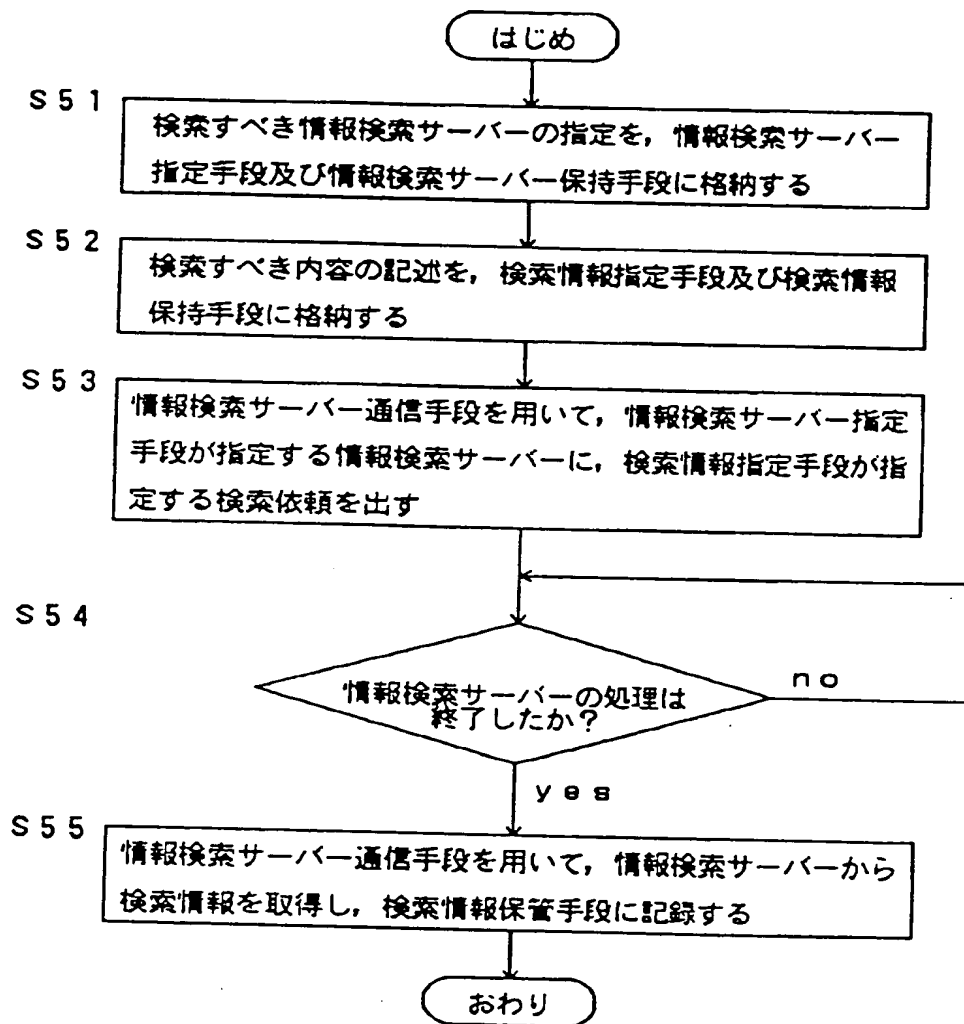 はじめ
S51
検索すべき情報検索サーバーの指定を，情報検索サーバー
指定手段及び情報検索サーバー保持手段に格納する
S52
検索すべき内容の記述を，検索情報指定手段及び検索情報
保持手段に格納する
S53
情報検索サーバー通信手段を用いて，情報検索サーバー指定
手段が指定する情報検索サーバーに，検索情報指定手段が指
定する検索依頼を出す
S54
情報検索サーバーの処理は
終了したか？
no
yes
S55
情報検索サーバー通信手段を用いて，情報検索サーバーから
検索情報を取得し，検索情報保管手段に記録する
おわり